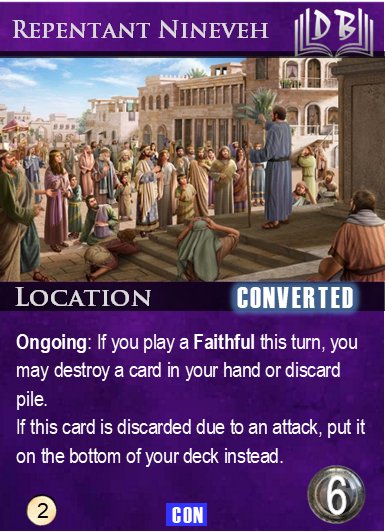 Repentant Nineveh
DB
Location CONVERTED
Ongoing: If you play a Faithful this turn, you
may destroy a card in your hand or discard
pile.
If this card is discarded due to an attack, put it
on the bottom of your deck instead.
2 CON 6